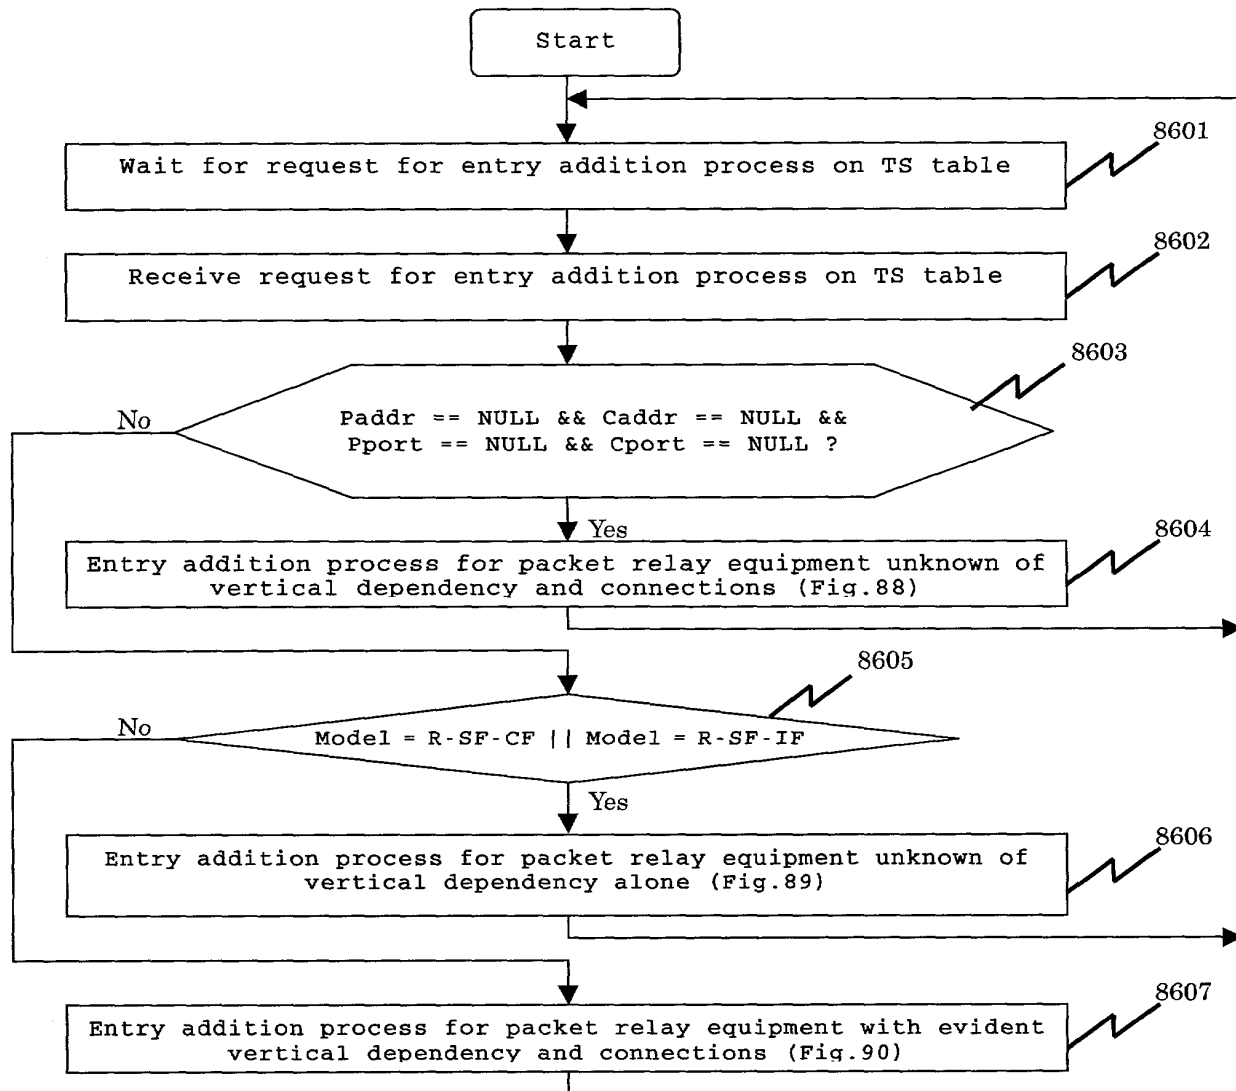 Start
8601
Wait for request for entry addition process on TS table
8602
Receive request for entry addition process on TS table
8603
No
Paddr == NULL && Caddr == NULL &&
Pport == NULL && Cport == NULL ?
Yes
8604
Entry addition process for packet relay equipment unknown of
vertical dependency and connections (Fig.88)
8605
No
Model = R-SF-CF || Model = R-SF-IF
Yes
8606
Entry addition process for packet relay equipment unknown of
vertical dependency alone (Fig.89)
8607
Entry addition process for packet relay equipment with evident
vertical dependency and connections (Fig.90)